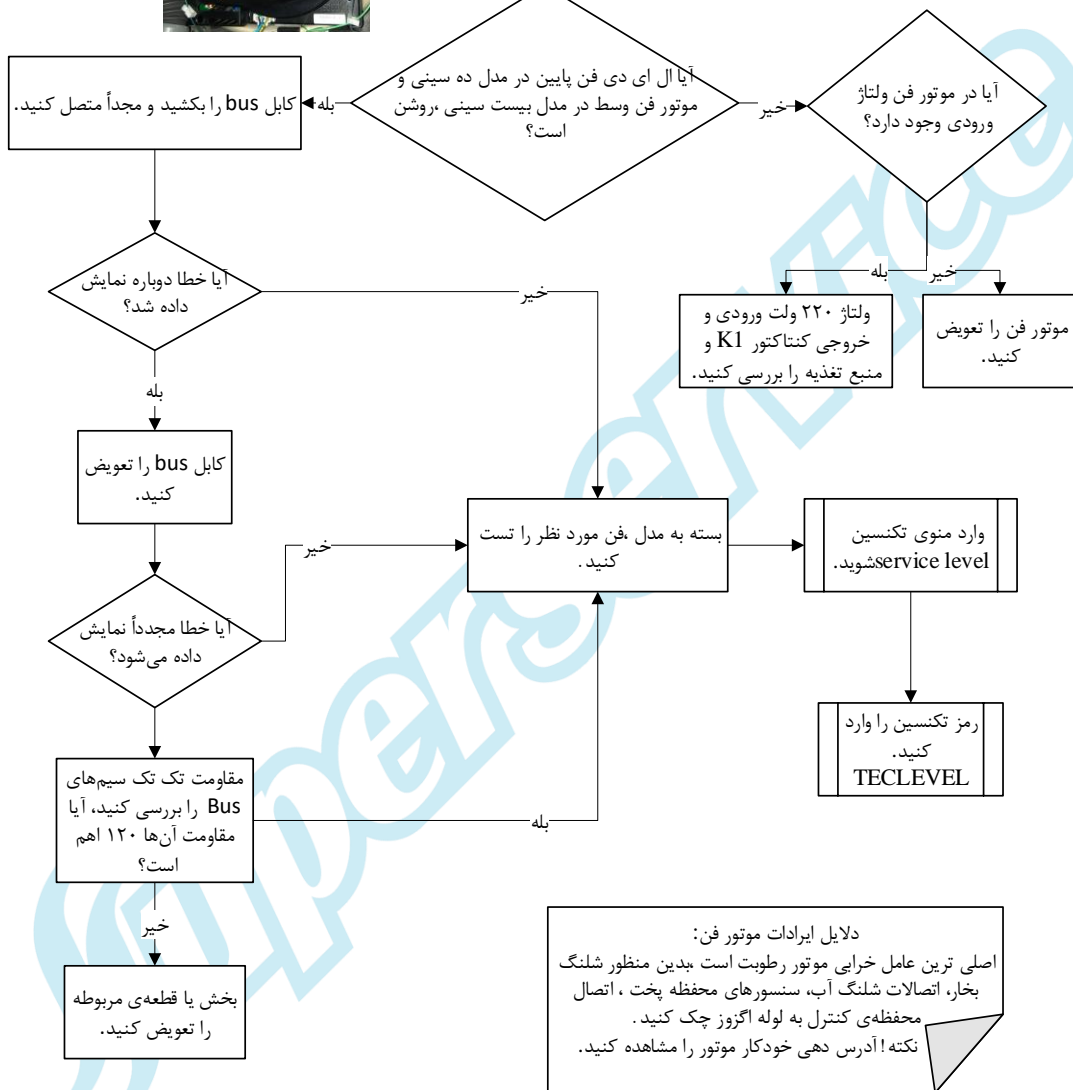 آیا ال ای دی فن پایین در مدل ده سینی و
موتور فن وسط در مدل بیست سینی ،روشن
است؟
خیر
آیا در موتور فن ولتاژ
ورودی وجود دارد؟
بله
کابل bus را بکشید و مجداً متصل کنید.
آیا خطا دوباره نمایش
داده شد؟
خیر
بله
خیر
بله
ولتاژ ۲۲۰ ولت ورودی و
خروجی کنتاکتور K1 و
منبع تغذیه را بررسی کنید.
موتور فن را تعویض
کنید.
کابل bus را تعویض
کنید.
خیر
بسته به مدل ،فن مورد نظر را تست
کنید .
وارد منوی تکنسین
service levelشوید.
آیا خطا مجدداً نمایش
داده می‌شود؟
رمز تکنسین را وارد
کنید.
TECLEVEL
مقاومت تک تک سیم‌های
Bus را بررسی کنید، آیا
مقاومت آن‌ها ۱۲۰ اهم
است؟
بله
خیر
بخش یا قطعه‌ی مربوطه
را تعویض کنید.
دلایل ایرادات موتور فن:
اصلی ترین عامل خرابی موتور رطوبت است ،بدین منظور شلنگ
بخار، اتصالات شلنگ آب، سنسورهای محفظه پخت ، اتصال
محفظه‌ی کنترل به لوله اگزوز چک کنید .
نکته !آدرس دهی خودکار موتور را مشاهده کنید.